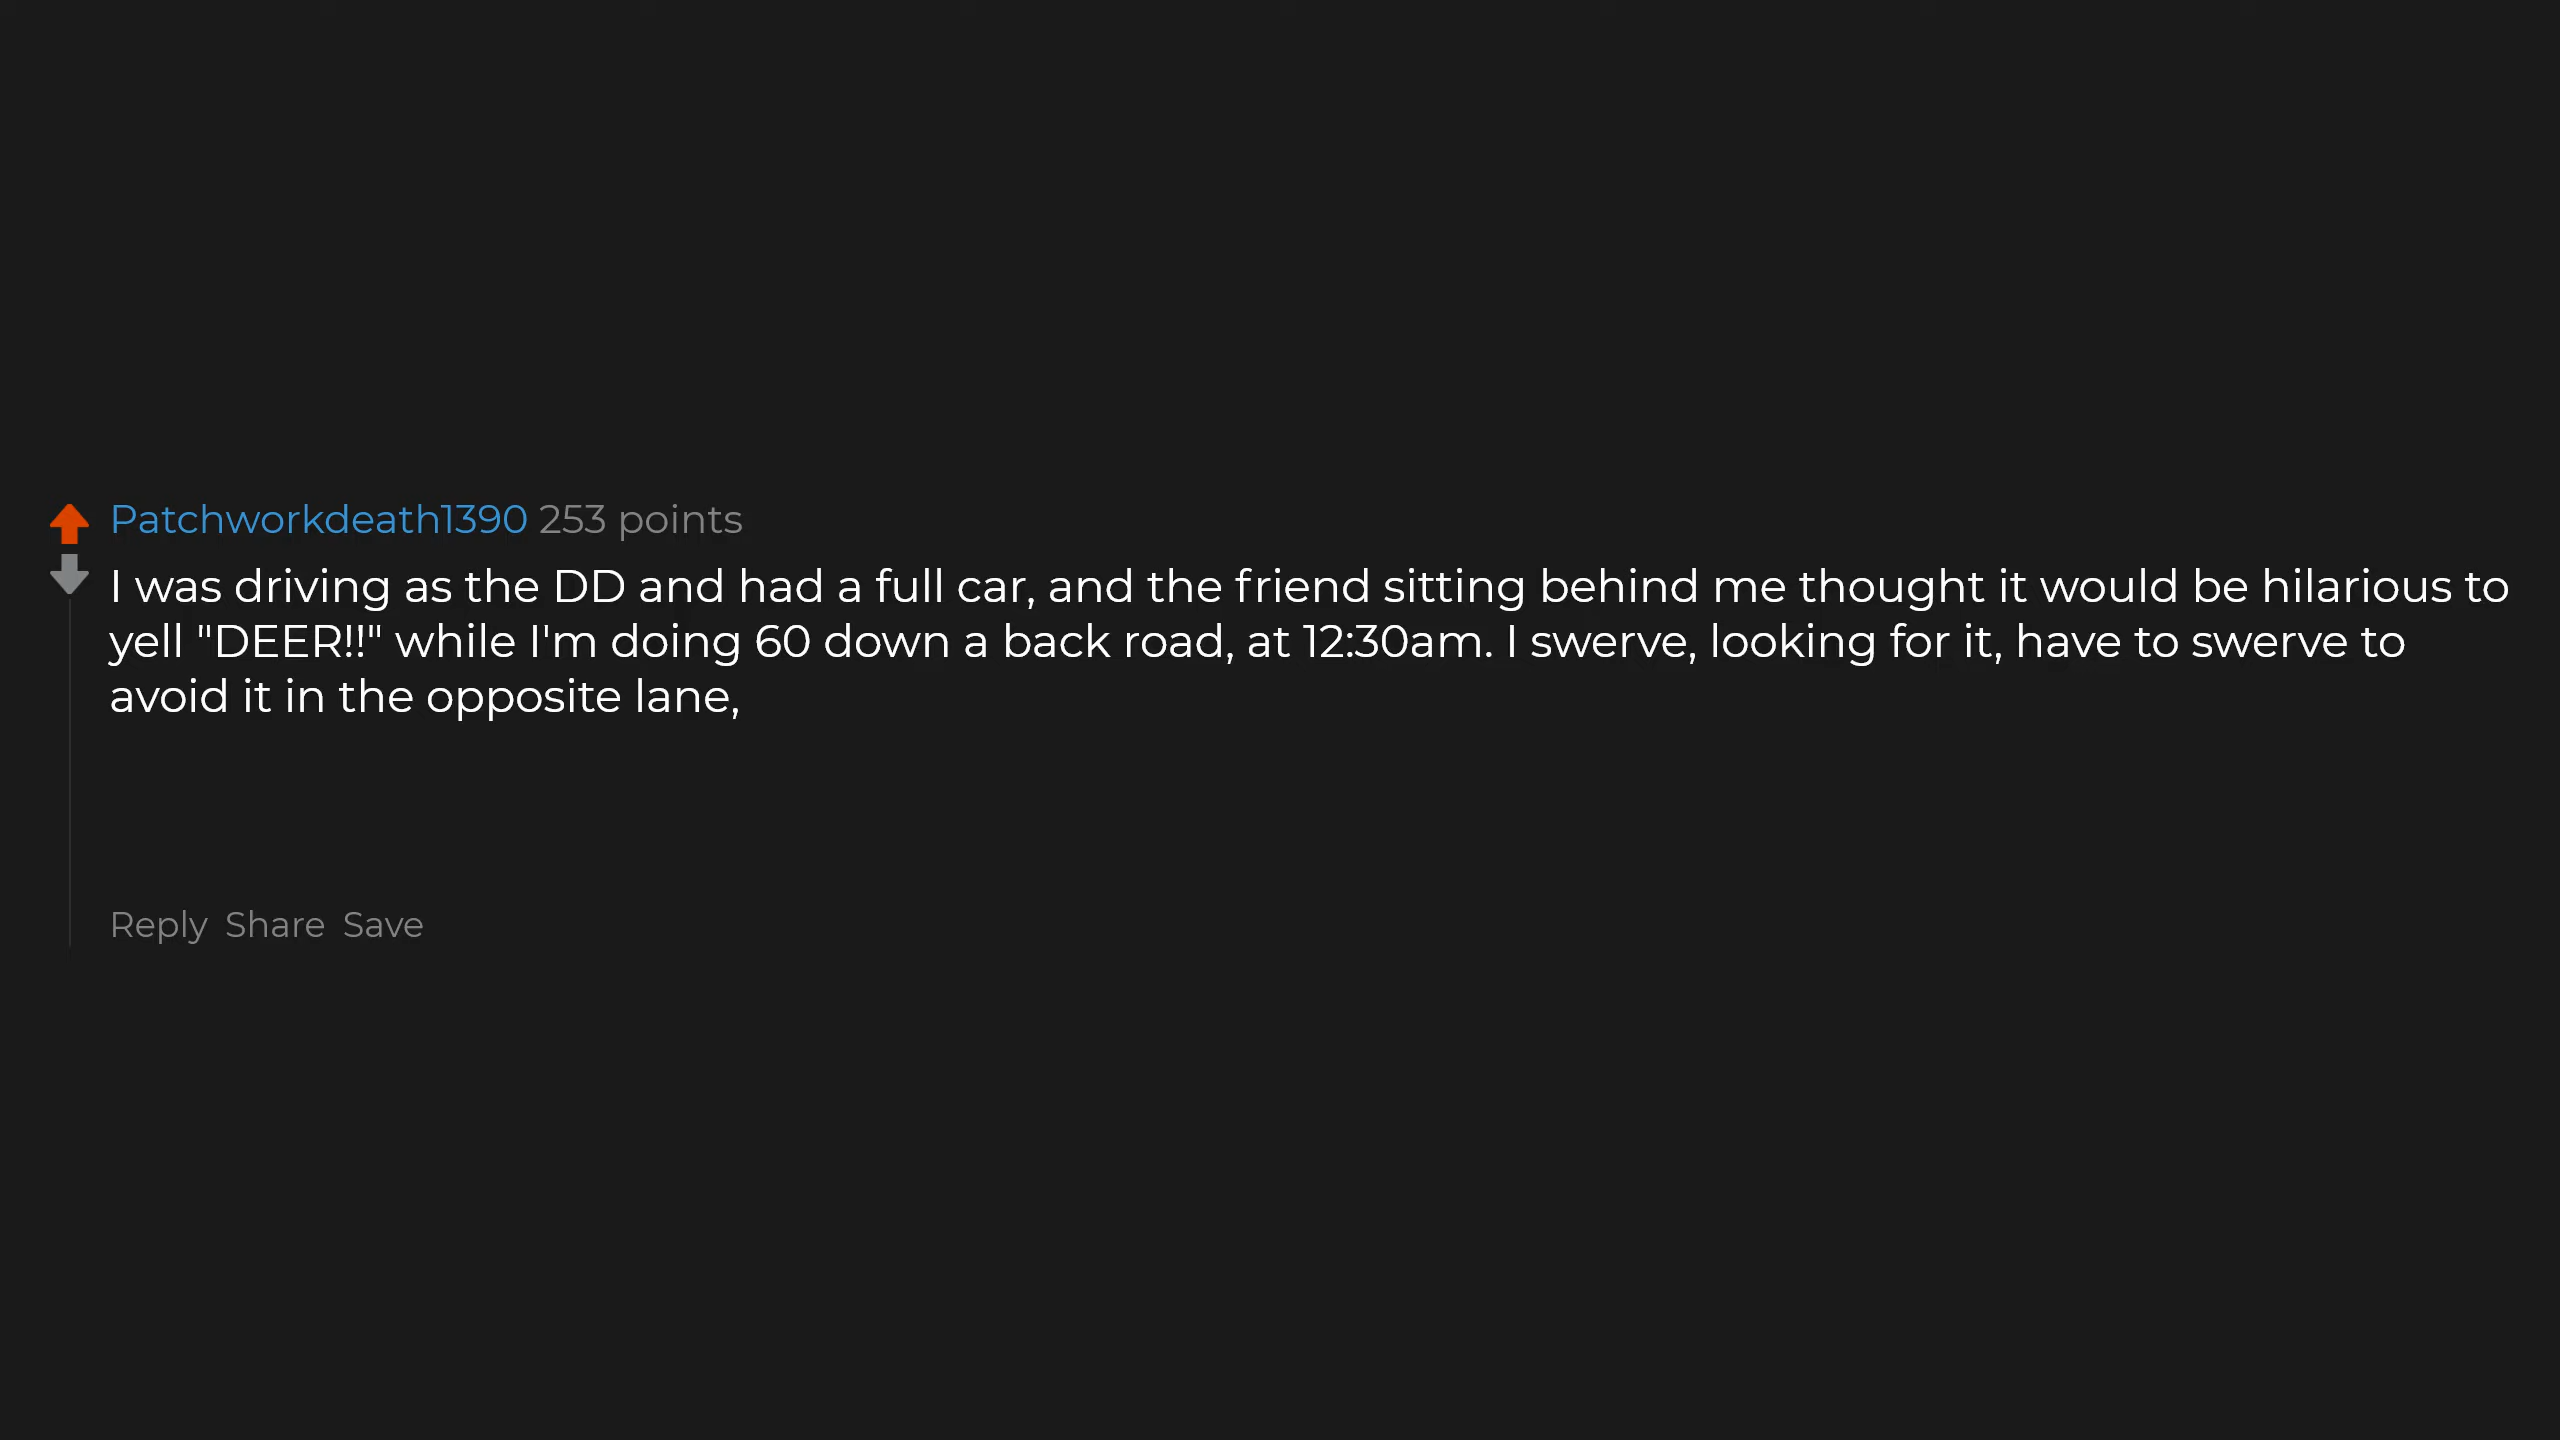 Patchworkdeath1390 253 points
I was driving as the DD and had a full car, and the friend sitting behind me thought it would be hilarious to
yell "DEER!!" while I'm doing 60 down a back road, at 12:30am. I swerve, looking for it, have to swerve to
avoid it in the opposite lane,
Reply Share Save